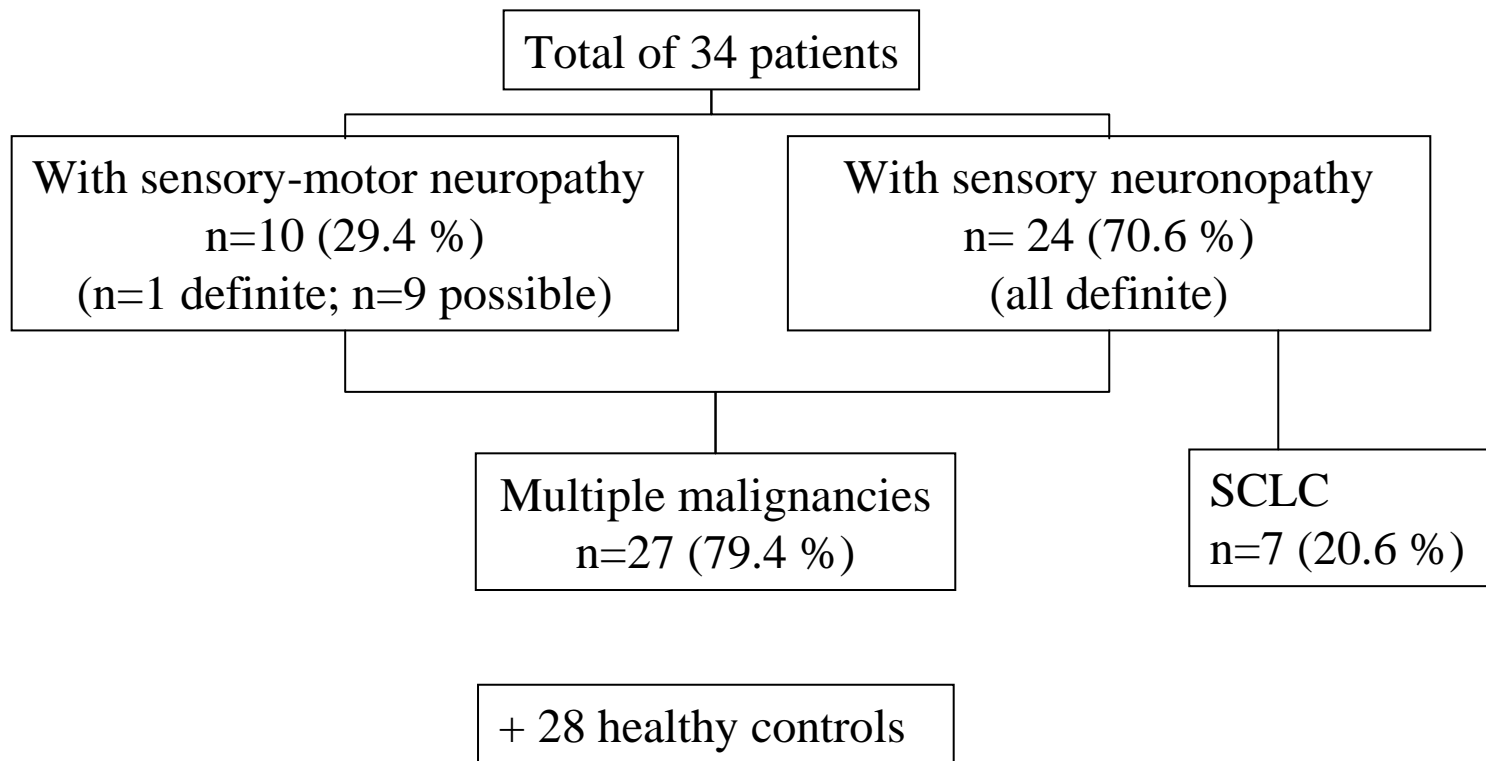 Total of 34 patients
With sensory-motor neuropathy
n=10 (29.4 %)
(n=1 definite; n=9 possible)
With sensory neuronopathy
n= 24 (70.6 %)
(all definite)
Multiple malignancies
n=27 (79.4 %)
SCLC
n=7 (20.6 %)
+ 28 healthy controls